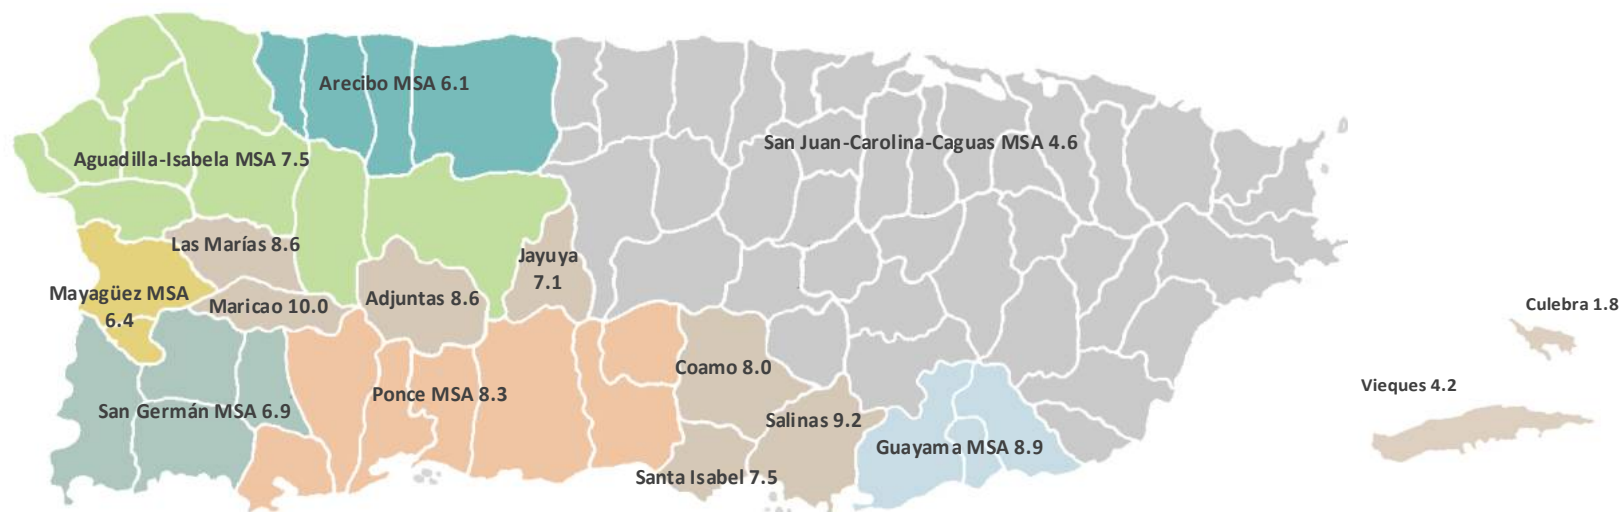 Arecibo MSA 6.1
San Juan-Carolina-Caguas MSA 4.6
Aguadilla-Isabela MSA 7.5
Las Marías 8.6
Jayuya
7.1
Mayagüez MSA
6.4
Maricao 10.0
Adjuntas 8.6
Culebra 1.8
Coamo 8.0
Vieques 4.2
Ponce MSA 8.3
San Germán MSA 6.9
Salinas 9.2
Guayama MSA 8.9
Santa Isabel 7.5